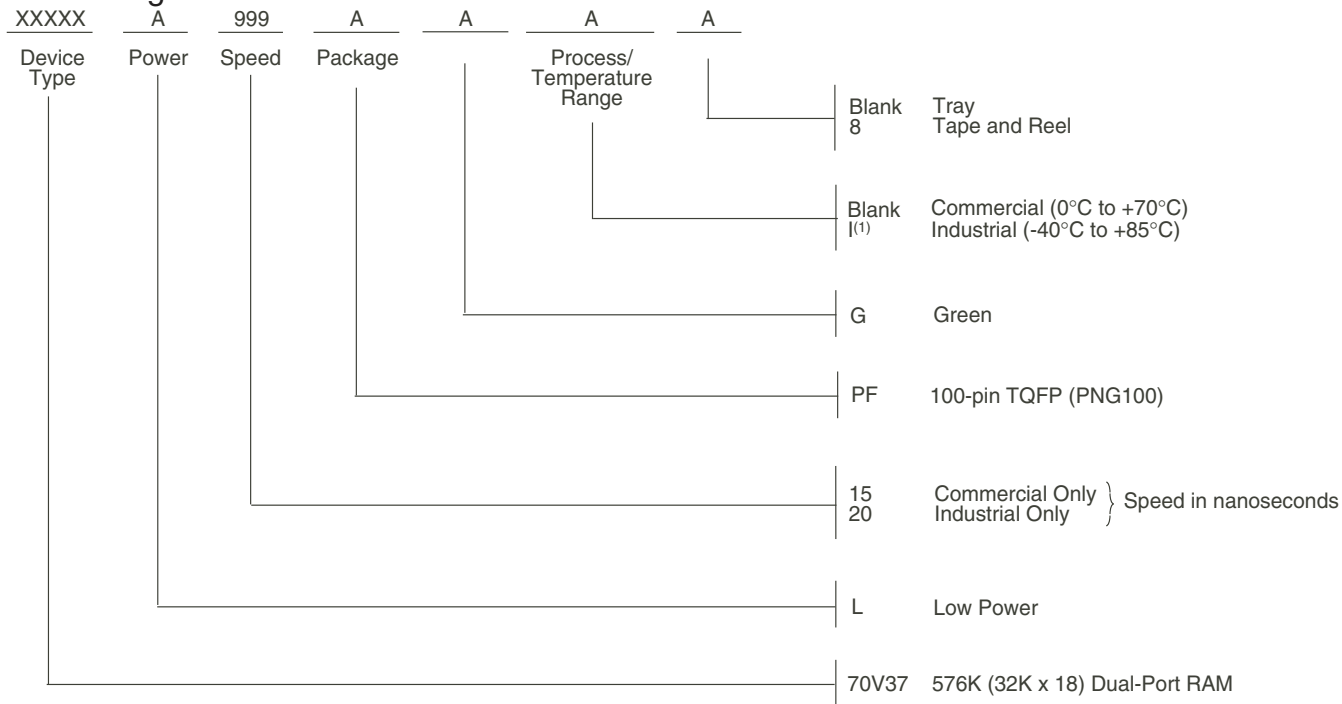 XXXXX A 999 A A A A
Device Type Power Speed Package Process/ Temperature Range
Blank Tray
8 Tape and Reel
Blank Commercial (0°C to +70°C)
I(1) Industrial (-40°C to +85°C)
G Green
PF 100-pin TQFP (PNG100)
15 Commercial Only
20 Industrial Only
Speed in nanoseconds
L Low Power
70V37 576K (32K x 18) Dual-Port RAM